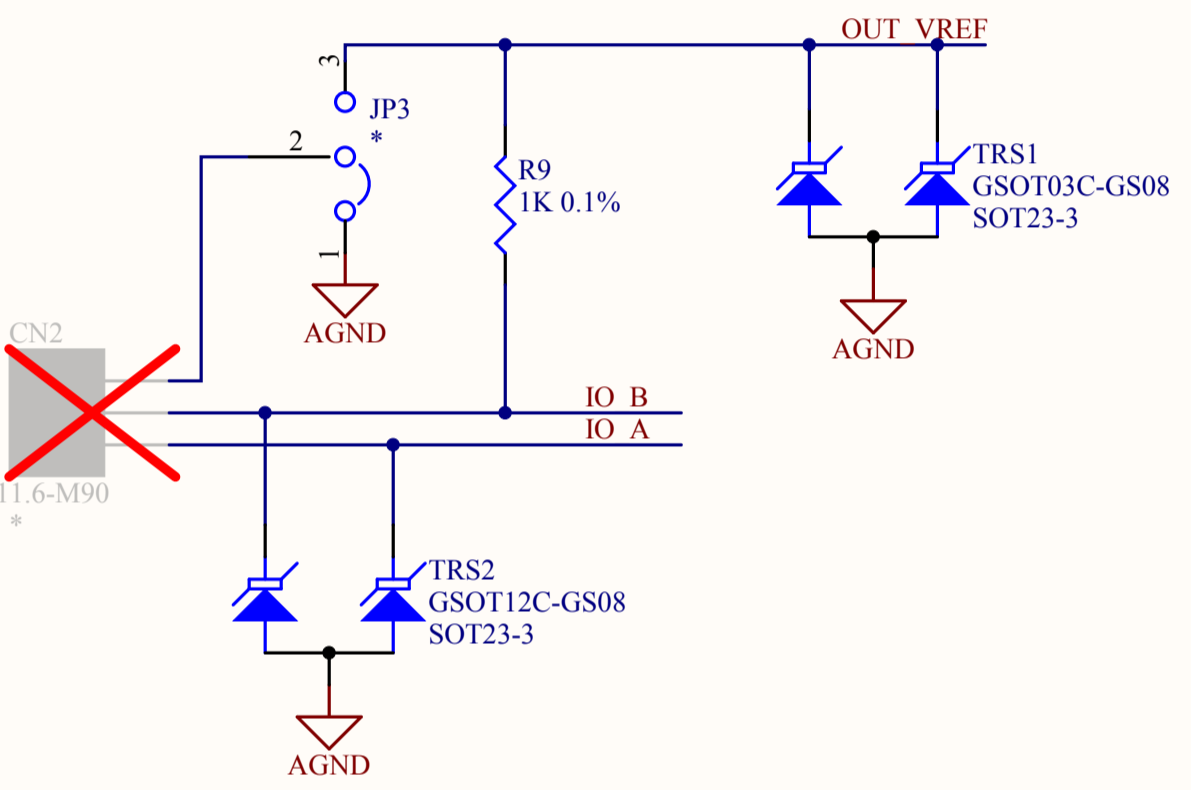 OUT_VREF
3
JP3
*
2
R9
1K 0.1%
TRS1
GSOT03C-GS08
SOT23-3
1
AGND
AGND
CN2
IO_B
IO_A
11.6-M90
*
TRS2
GSOT12C-GS08
SOT23-3
AGND